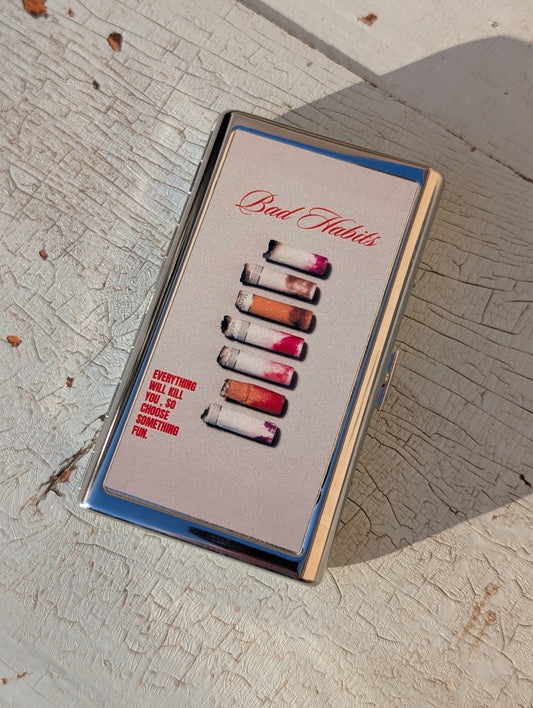 Bad Habits
EVERYTHING
WILL KILL
YOU, SO
CHOOSE
SOMETHING
FUN.